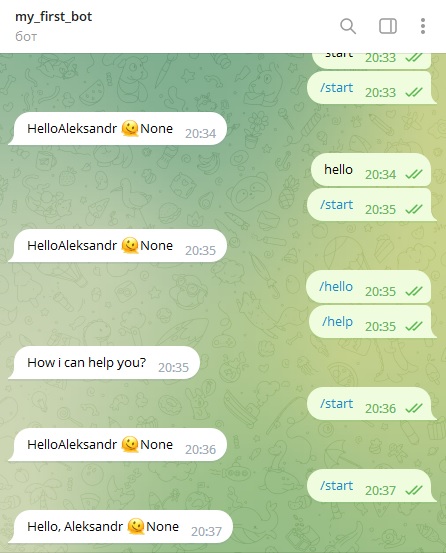 my_first_bot
бот
start 20:33
/start 20:33
HelloAleksandr 🫠None 20:34
hello 20:34
/start 20:35
HelloAleksandr 🫠None 20:35
/hello 20:35
/help 20:35
How i can help you? 20:35
/start 20:36
HelloAleksandr 🫠None 20:36
/start 20:37
Hello, Aleksandr 🫠None 20:37